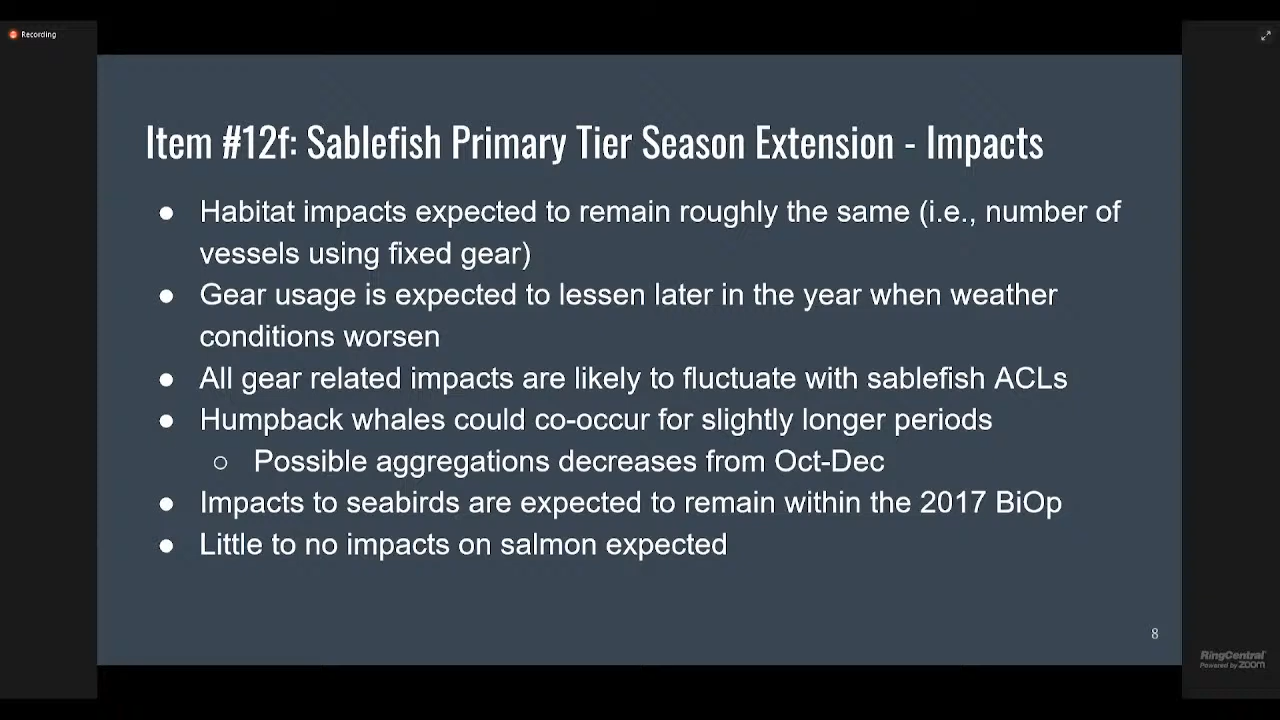 Recording
Item #12f: Sablefish Primary Tier Season Extension - Impacts
● Habitat impacts expected to remain roughly the same (i.e., number of
vessels using fixed gear)
● Gear usage is expected to lessen later in the year when weather
conditions worsen
● All gear related impacts are likely to fluctuate with sablefish ACLs
● Humpback whales could co-occur for slightly longer periods
○ Possible aggregations decreases from Oct-Dec
● Impacts to seabirds are expected to remain within the 2017 BiOp
● Little to no impacts on salmon expected
8
RingCentral
Powered by zoom